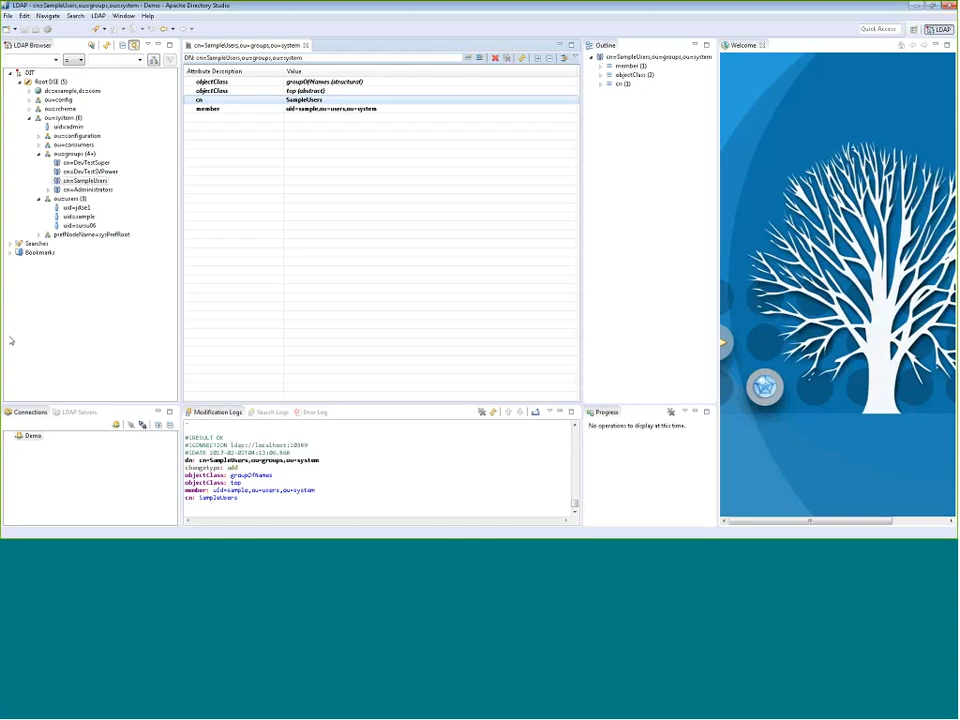 LDAP - cn=SampleUsers,ou=groups,ou=system - Demo - Apache Directory Studio
File Edit Navigate Search LDAP Window Help
Quick Access LDAP
LDAP Browser
DIT
Root DSE (5)
dc=example,dc=com
ou=config
ou=schema
ou=system (6)
uid=admin
ou=configuration
ou=consumers
ou=groups (4+)
cn=DevTestSuper
cn=DevTestSVPower
cn=SampleUsers
cn=Administrators
ou=users (3)
uid=jdoe1
uid=sample
prefNodeName=sysPrefRoot
Searches
Bookmarks
cn=SampleUsers,ou=groups,ou=system
DN: cn=SampleUsers,ou=groups,ou=system
Attribute Description Value
objectClass groupOfNames (structural)
objectClass top (abstract)
cn SampleUsers
member uid=sample,ou=users,ou=system
Outline
cn=SampleUsers,ou=groups,ou=system
member (1)
objectClass (2)
cn (1)
Welcome
Connections LDAP Servers
Demo
Modification Logs Search Logs Error Log
#!RESULT OK
#!CONNECTION ldap://localhost:10389
#!DATE 2017-02-02T04:13:06.868
dn: cn=SampleUsers,ou=groups,ou=system
changetype: add
objectClass: groupOfNames
objectClass: top
member: uid=sample,ou=users,ou=system
cn: SampleUsers
Progress
No operations to display at this time.